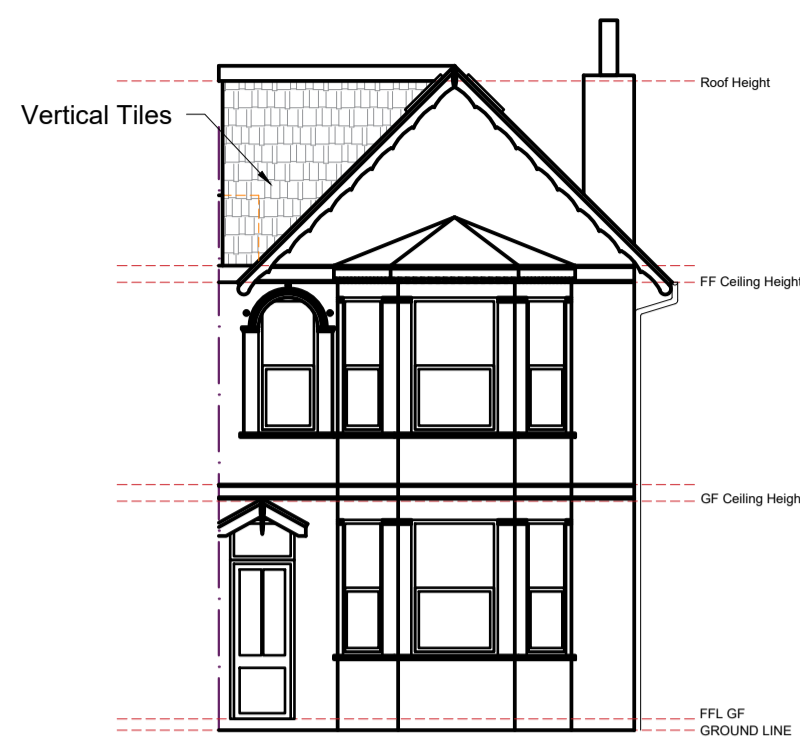 Roof Height
Vertical Tiles
FF Ceiling Height
GF Ceiling Heigh
FFL GF
GROUND LINE